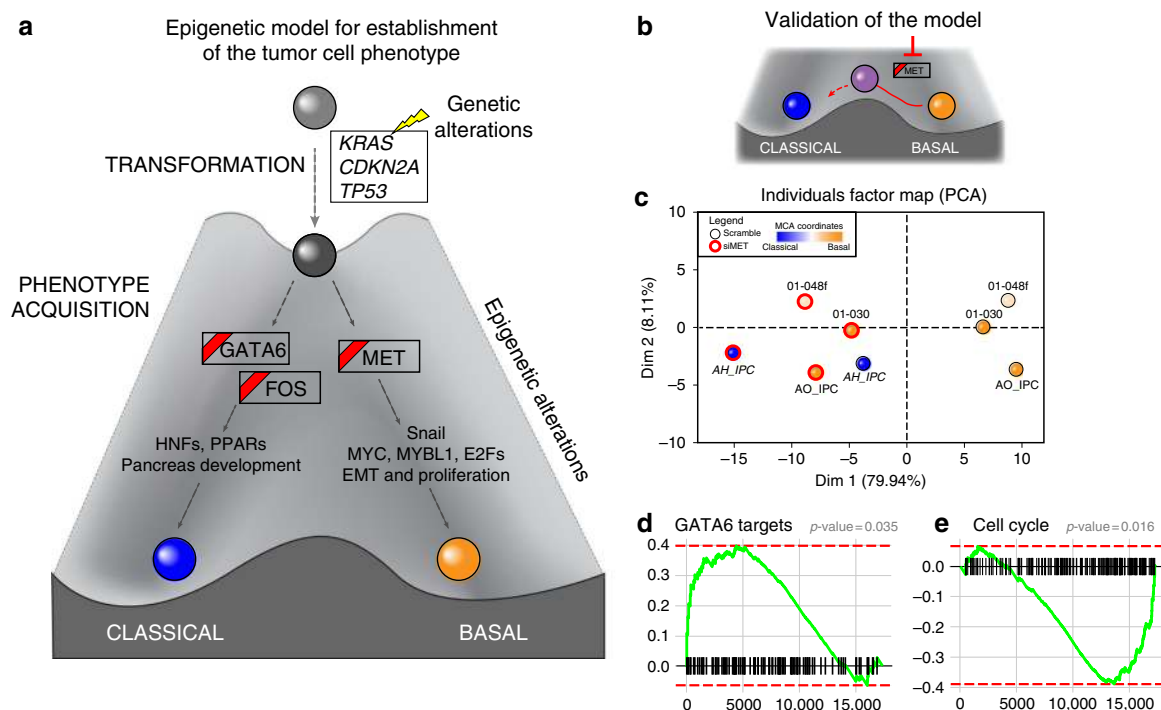 a
Epigenetic model for establishment
of the tumor cell phenotype
Genetic
alterations
KRAS
CDKN2A
TP53
TRANSFORMATION
PHENOTYPE
ACQUISITION
Epigenetic alterations
GATA6
FOS
MET
HNFs, PPARs
Pancreas development
Snail
MYC, MYBL1, E2Fs
EMT and proliferation
CLASSICAL
BASAL
b
Validation of the model
MET
CLASSICAL
BASAL
c
Individuals factor map (PCA)
Legend
Scramble
siMET
MCA coordinates
Classical
Basal
10
5
0
−5
−10
Dim 2 (8.11%)
01-048f
01-030
AH_IPC
AO_IPC
AH_IPC
01-048f
01-030
AO_IPC
−15
−10
−5
0
5
10
Dim 1 (79.94%)
d
GATA6 targets
p-value = 0.035
0.4
0.3
0.2
0.1
0.0
0
5000
10,000
15,000
e
Cell cycle
p-value = 0.016
0.0
−0.1
−0.2
−0.3
−0.4
0
5000
10,000
15,000